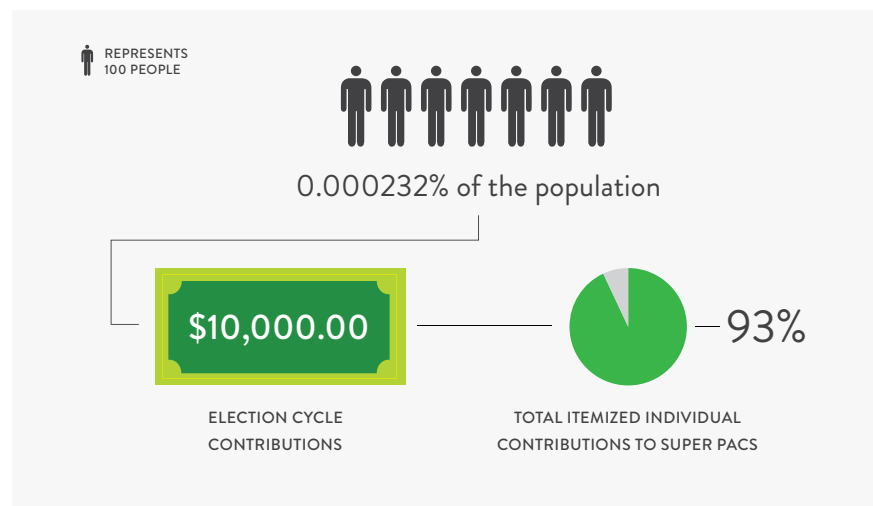 REPRESENTS
100 PEOPLE
0.000232% of the population
$10,000.00
93%
ELECTION CYCLE
CONTRIBUTIONS
TOTAL ITEMIZED INDIVIDUAL
CONTRIBUTIONS TO SUPER PACS